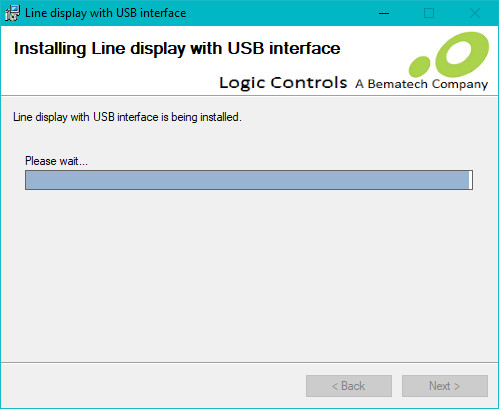 Line display with USB interface
Installing Line display with USB interface
Logic Controls A Bematech Company
Line display with USB interface is being installed.
Please wait...
< Back Next >